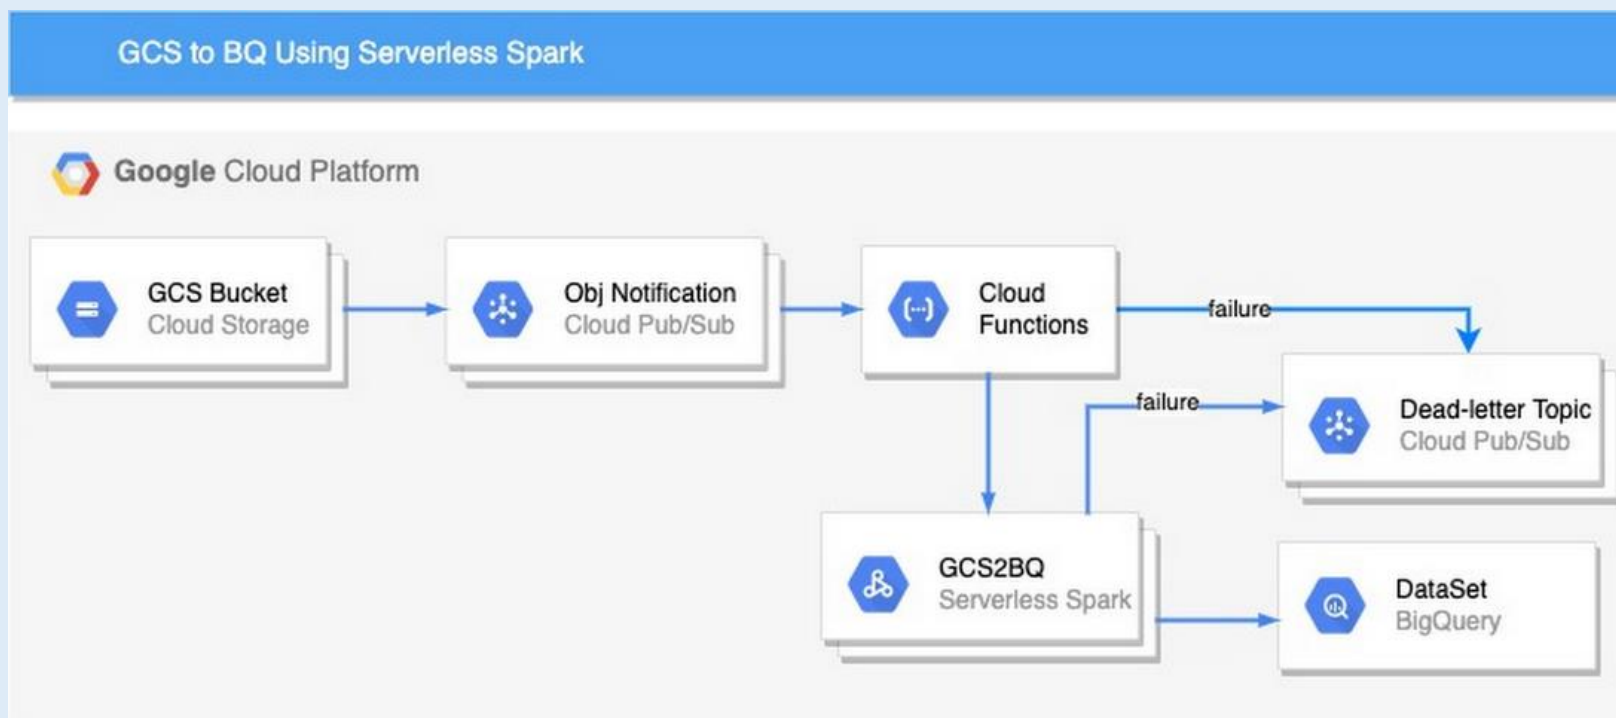 GCS to BQ Using Serverless Spark
Google Cloud Platform
GCS Bucket
Cloud Storage
Obj Notification
Cloud Pub/Sub
Cloud
Functions
failure
failure
Dead-letter Topic
Cloud Pub/Sub
GCS2BQ
Serverless Spark
DataSet
BigQuery